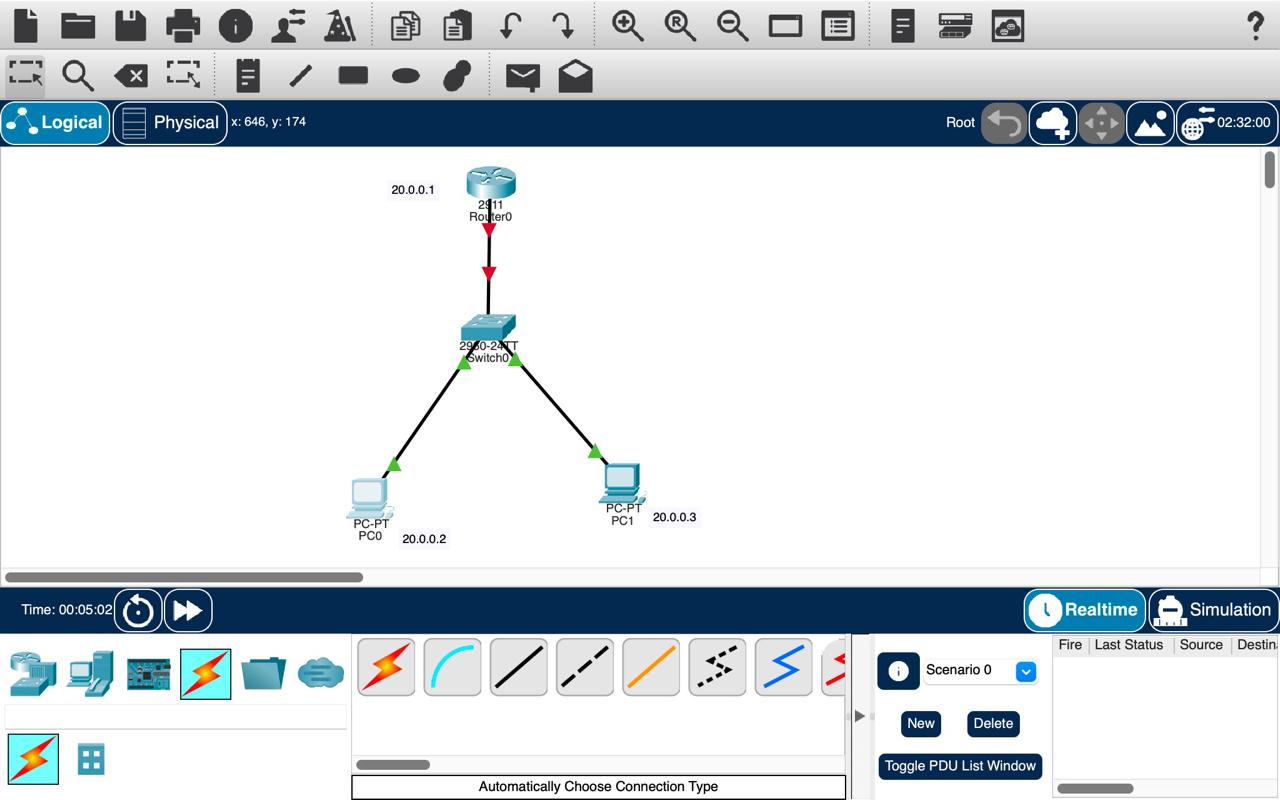 Logical
Physical
x: 646, y: 174
Root
02:32:00
20.0.0.1
2911
Router0
2960-24TT
Switch0
PC-PT
PC0
20.0.0.2
PC-PT
PC1
20.0.0.3
Time: 00:05:02
Realtime
Simulation
Scenario 0
New
Delete
Toggle PDU List Window
Fire
Last Status
Source
Destin
Automatically Choose Connection Type